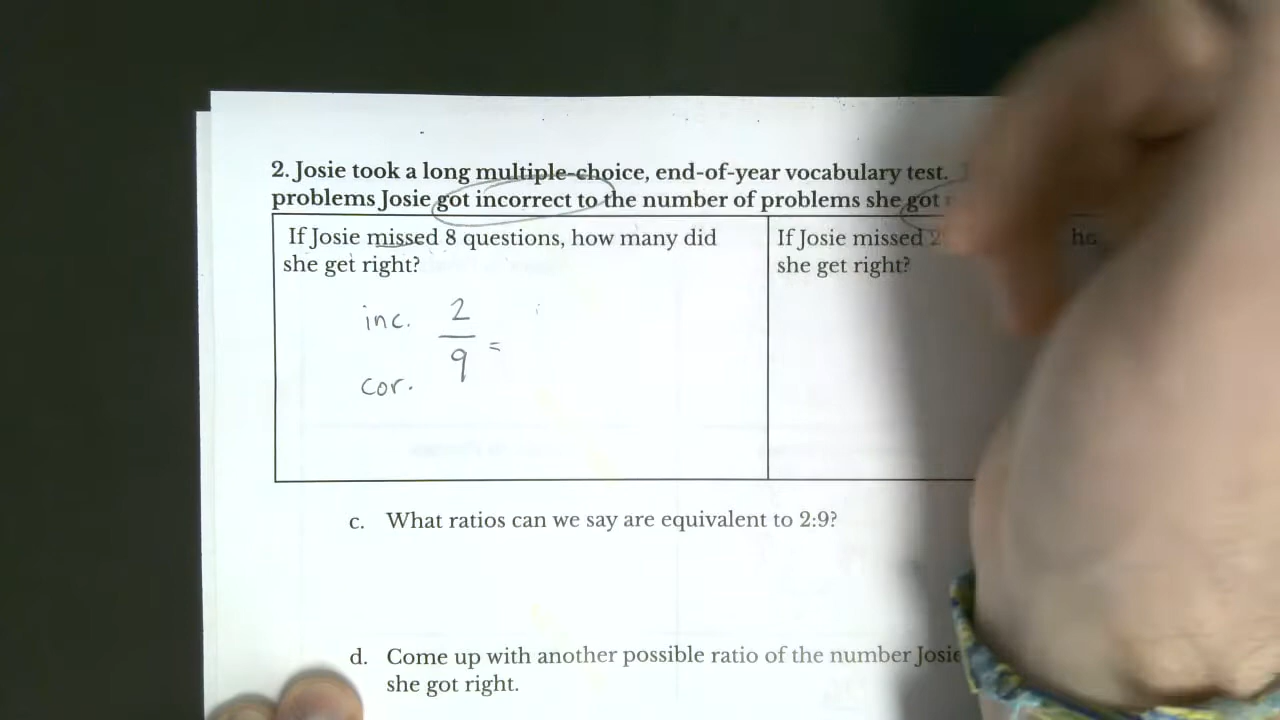 2. Josie took a long multiple-choice, end-of-year vocabulary test.
problems Josie got incorrect to the number of problems she got
If Josie missed 8 questions, how many did
she get right?
If Josie missed 2
she get right?
inc. 2
9 =
cor.
c. What ratios can we say are equivalent to 2:9?
d. Come up with another possible ratio of the number Josie
she got right.